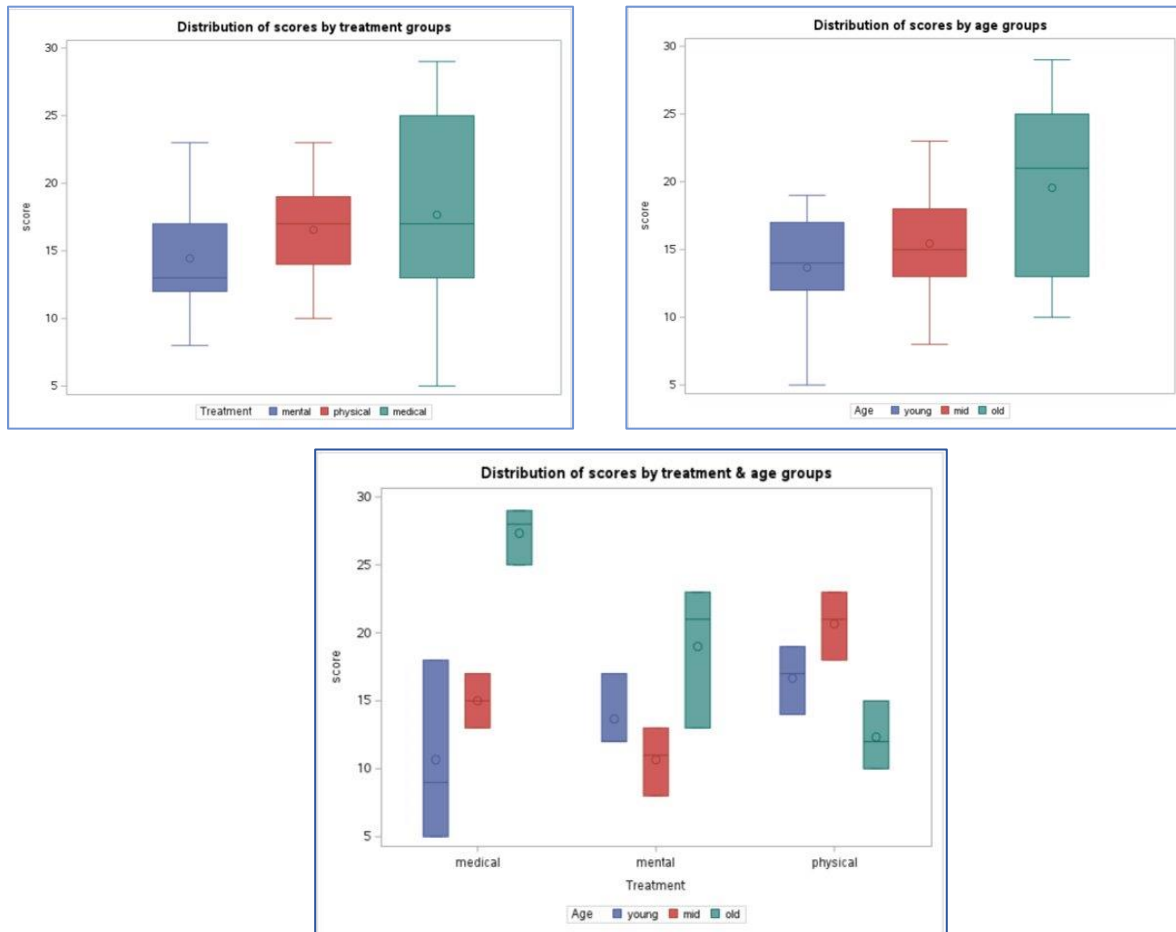 Distribution of scores by treatment groups
30
25
20
15
10
5
score
Treatment mental physical medical
Distribution of scores by age groups
30
25
20
15
10
5
score
Age young mid old
Distribution of scores by treatment & age groups
30
25
20
15
10
5
score
medical mental physical
Treatment
Age young mid old